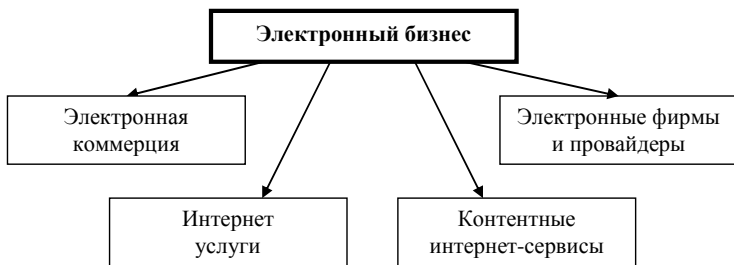 Электронный бизнес
Электронная
коммерция
Электронные фирмы
и провайдеры
Интернет
услуги
Контентные
интернет-сервисы